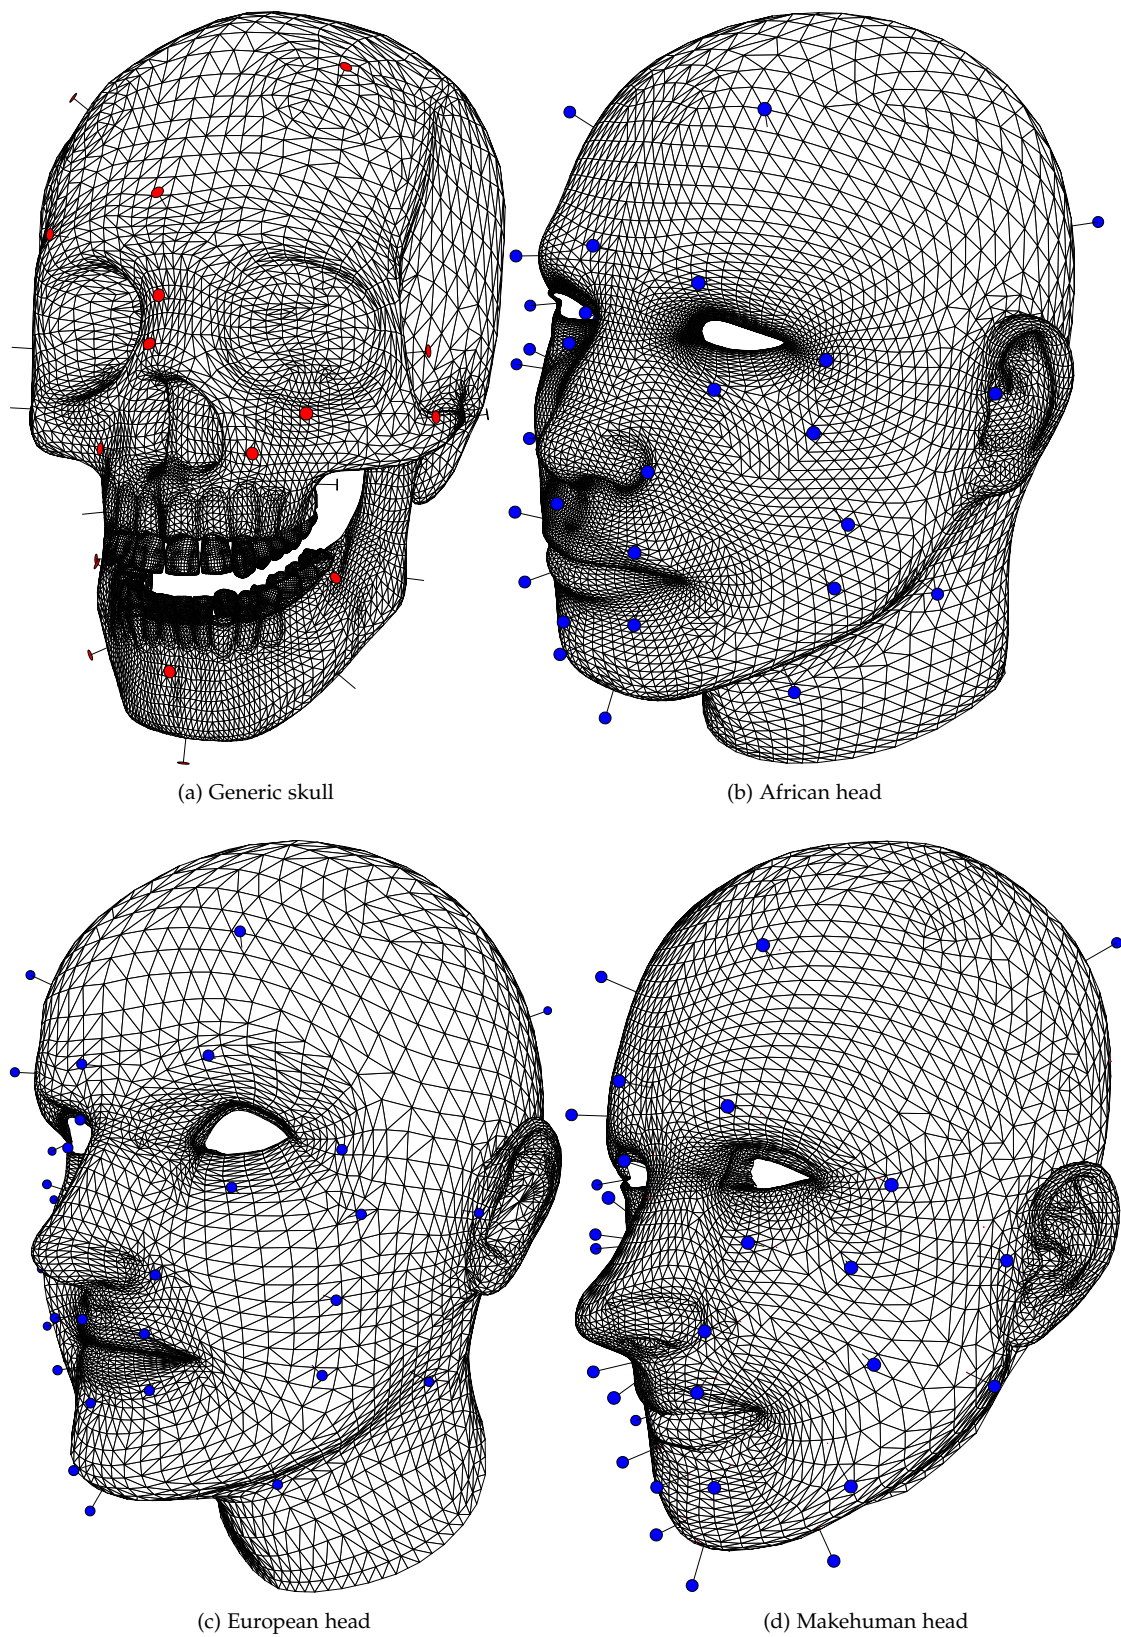 (a) Generic skull
(b) African head
(c) European head
(d) Makehuman head